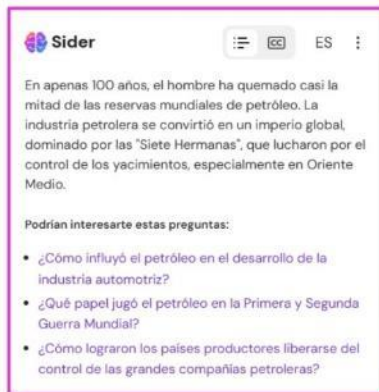 Sider
CC
ES
En apenas 100 años, el hombre ha quemado casi la
mitad de las reservas mundiales de petróleo. La
industria petrolera se convirtió en un imperio global,
dominado por las "Siete Hermanas", que lucharon por el
control de los yacimientos, especialmente en Oriente
Medio.
Podrían interesarte estas preguntas:
• ¿Cómo influyó el petróleo en el desarrollo de la
industria automotriz?
• ¿Qué papel jugó el petróleo en la Primera y Segunda
Guerra Mundial?
• ¿Cómo lograron los países productores liberarse del
control de las grandes compañías petroleras?